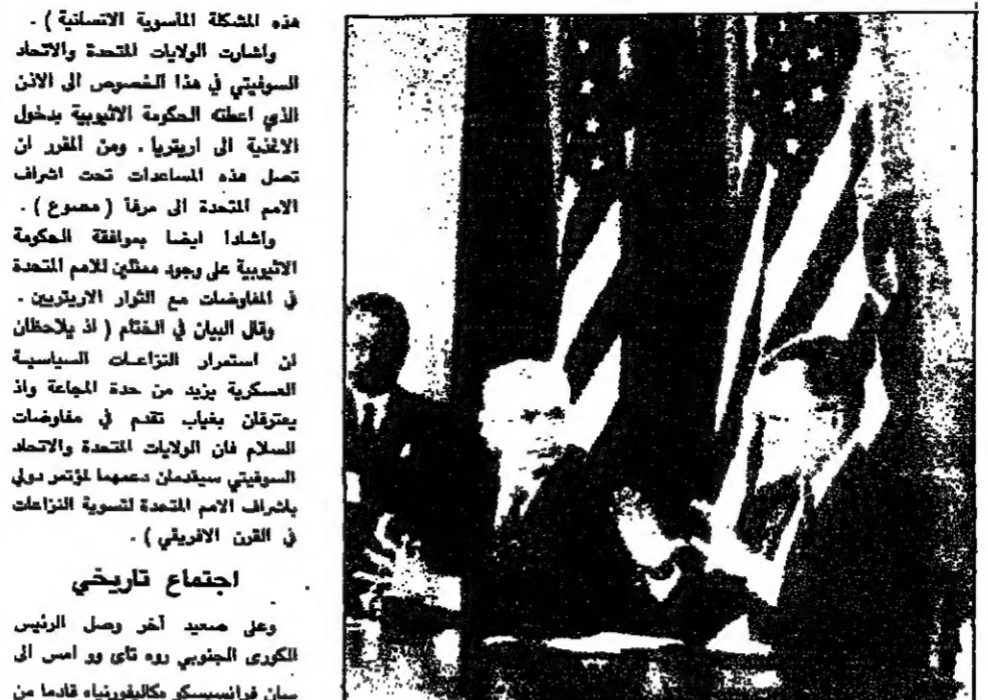 هذه المشكلة المأسوية الانسانية ) .
واشارت الولايات المتحدة والاتحاد
السوفيتي في هذا الخصوص الى الاذن
الذي اعطته الحكومة الاثيوبية بدخول
الاغذية الى اريتريا . ومن المقرر ان
تصل هذه المساعدات تحت اشراف
الامم المتحدة الى مرفأ ( مصوع ) .
واشادا ايضا بموافقة الحكومة
الاثيوبية على وجود ممثلين للامم المتحدة
في المفاوضات مع الثوار الاريتريين .
وقال البيان في الختام ( اذ يلاحظان
ان استمرار النزاعات السياسية
العسكرية يزيد من حدة المجاعة واذ
يعترفان بغياب تقدم في مفاوضات
السلام فان الولايات المتحدة والاتحاد
السوفيتي سيقدمان دعمهما لمؤتمر دولي
باشراف الامم المتحدة لتسوية النزاعات
في القرن الافريقي ) .
اجتماع تاريخي
وعلى صعيد آخر وصل الرئيس
الكورى الجنوبي روه تاي وو امس الى
سان فرانسيسكو «كاليفورنيا» قادما من